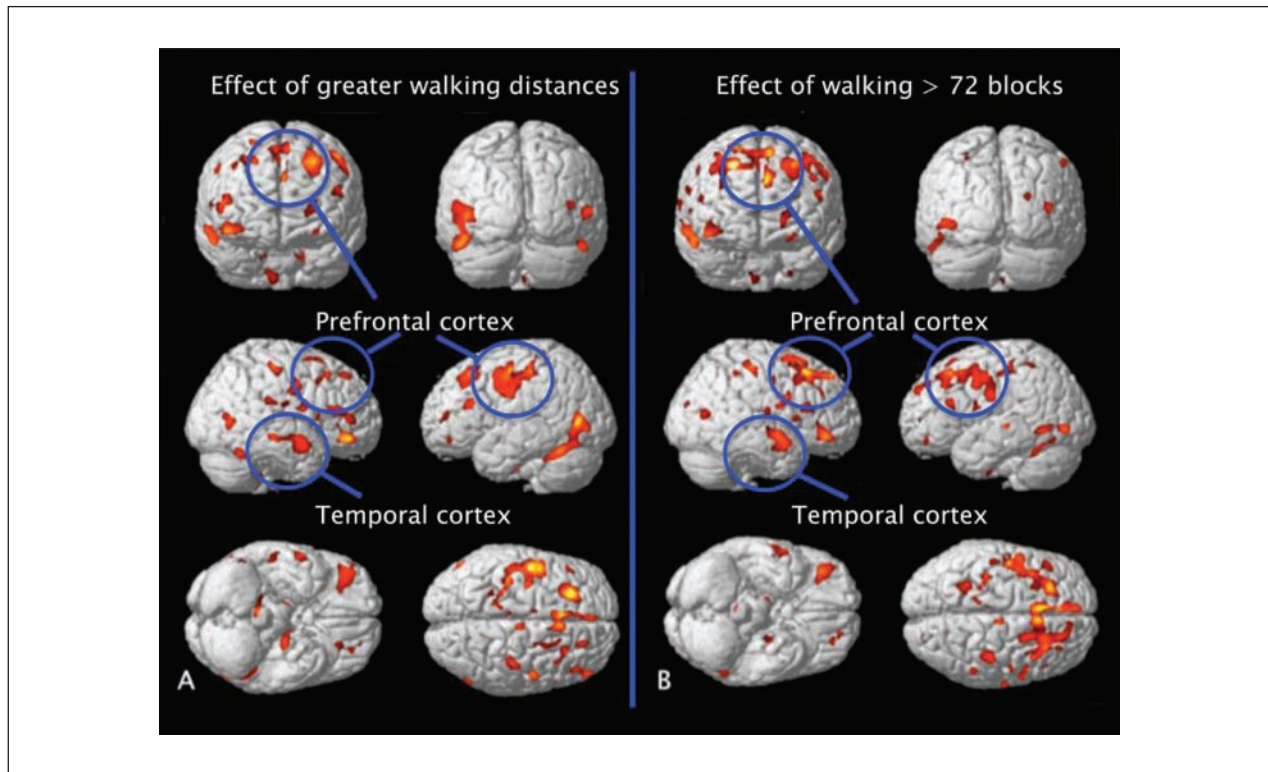 Effect of greater walking distances
Effect of walking > 72 blocks
Prefrontal cortex
Prefrontal cortex
Temporal cortex
Temporal cortex
A
B